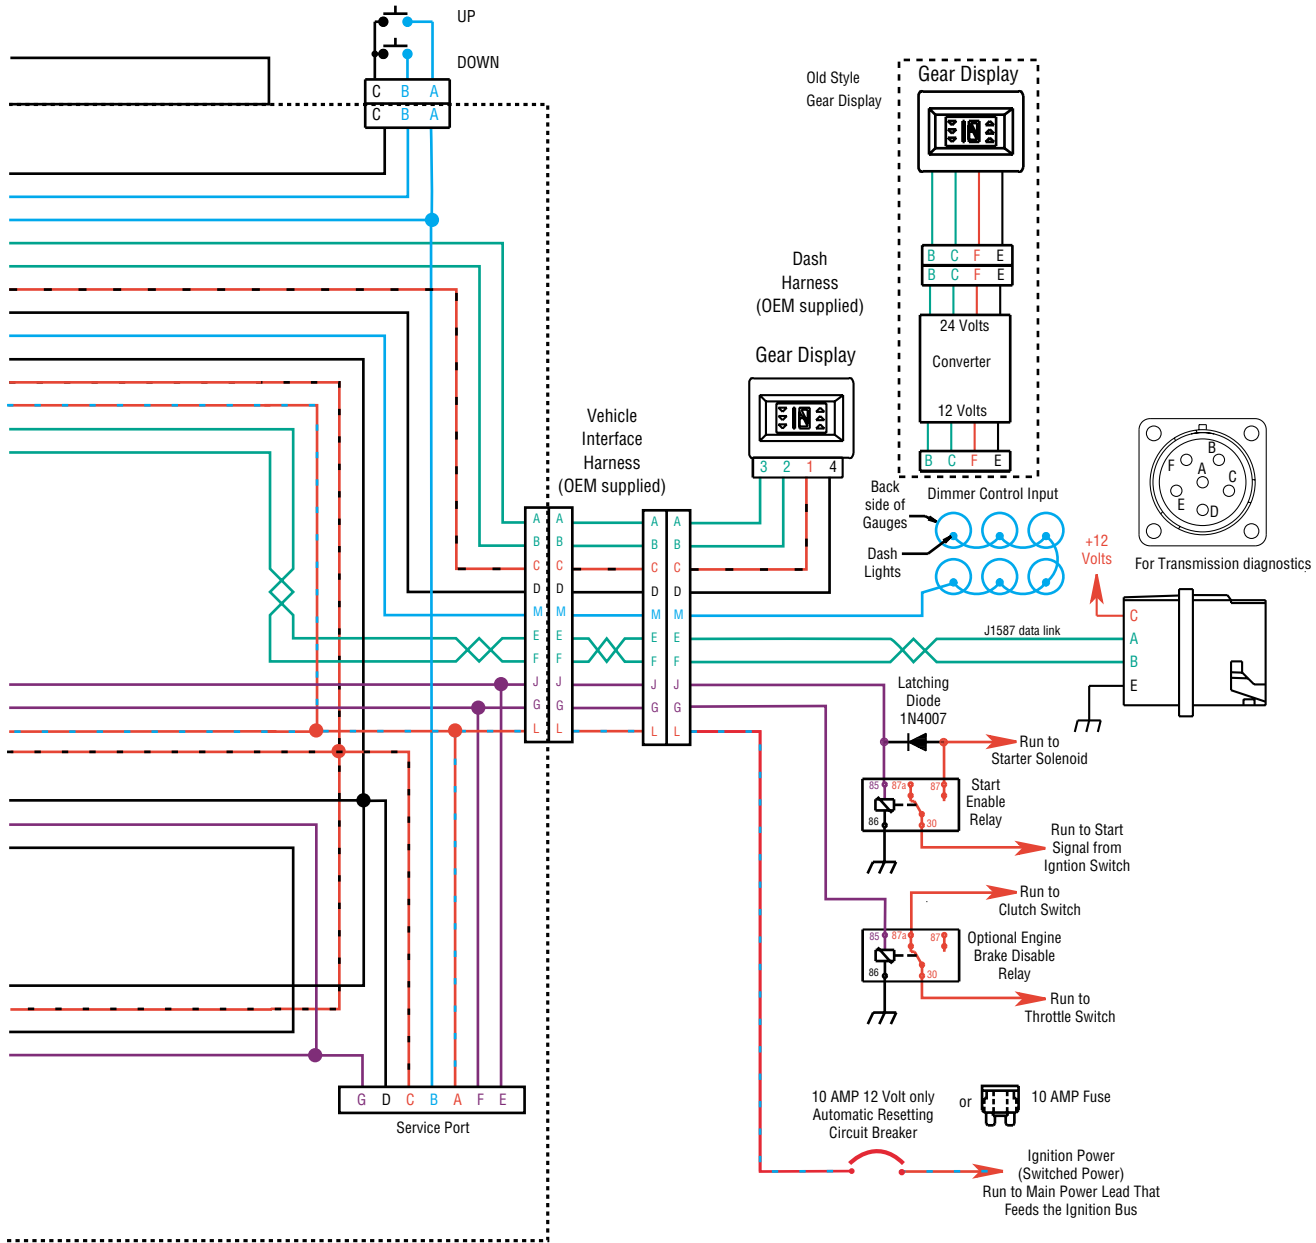 UP
DOWN
C B A
C B A
Old Style
Gear Display
Gear Display
B C F E
B C F E
24 Volts
Converter
12 Volts
B C F E
Dash
Harness
(OEM supplied)
Gear Display
3 2 1 4
Vehicle
Interface
Harness
(OEM supplied)
A A A A
B B B B
C C C C
D D D D
M M M M
E E E E
F F F F
J J J J
G G G G
L L L L
Back
side of
Gauges
Dimmer Control Input
Dash
Lights
+12
Volts
B
F
A
C
E
D
For Transmission diagnostics
C
A
B
E
J1587 data link
Latching
Diode
1N4007
Run to
Starter Solenoid
85 87a 87
86
30
Start
Enable
Relay
Run to Start
Signal from
Igntion Switch
Run to
Clutch Switch
85 87a 87
86
30
Optional Engine
Brake Disable
Relay
Run to
Throttle Switch
G D C B A F E
Service Port
10 AMP 12 Volt only
Automatic Resetting
Circuit Breaker
or
10 AMP Fuse
Ignition Power
(Switched Power)
Run to Main Power Lead That
Feeds the Ignition Bus